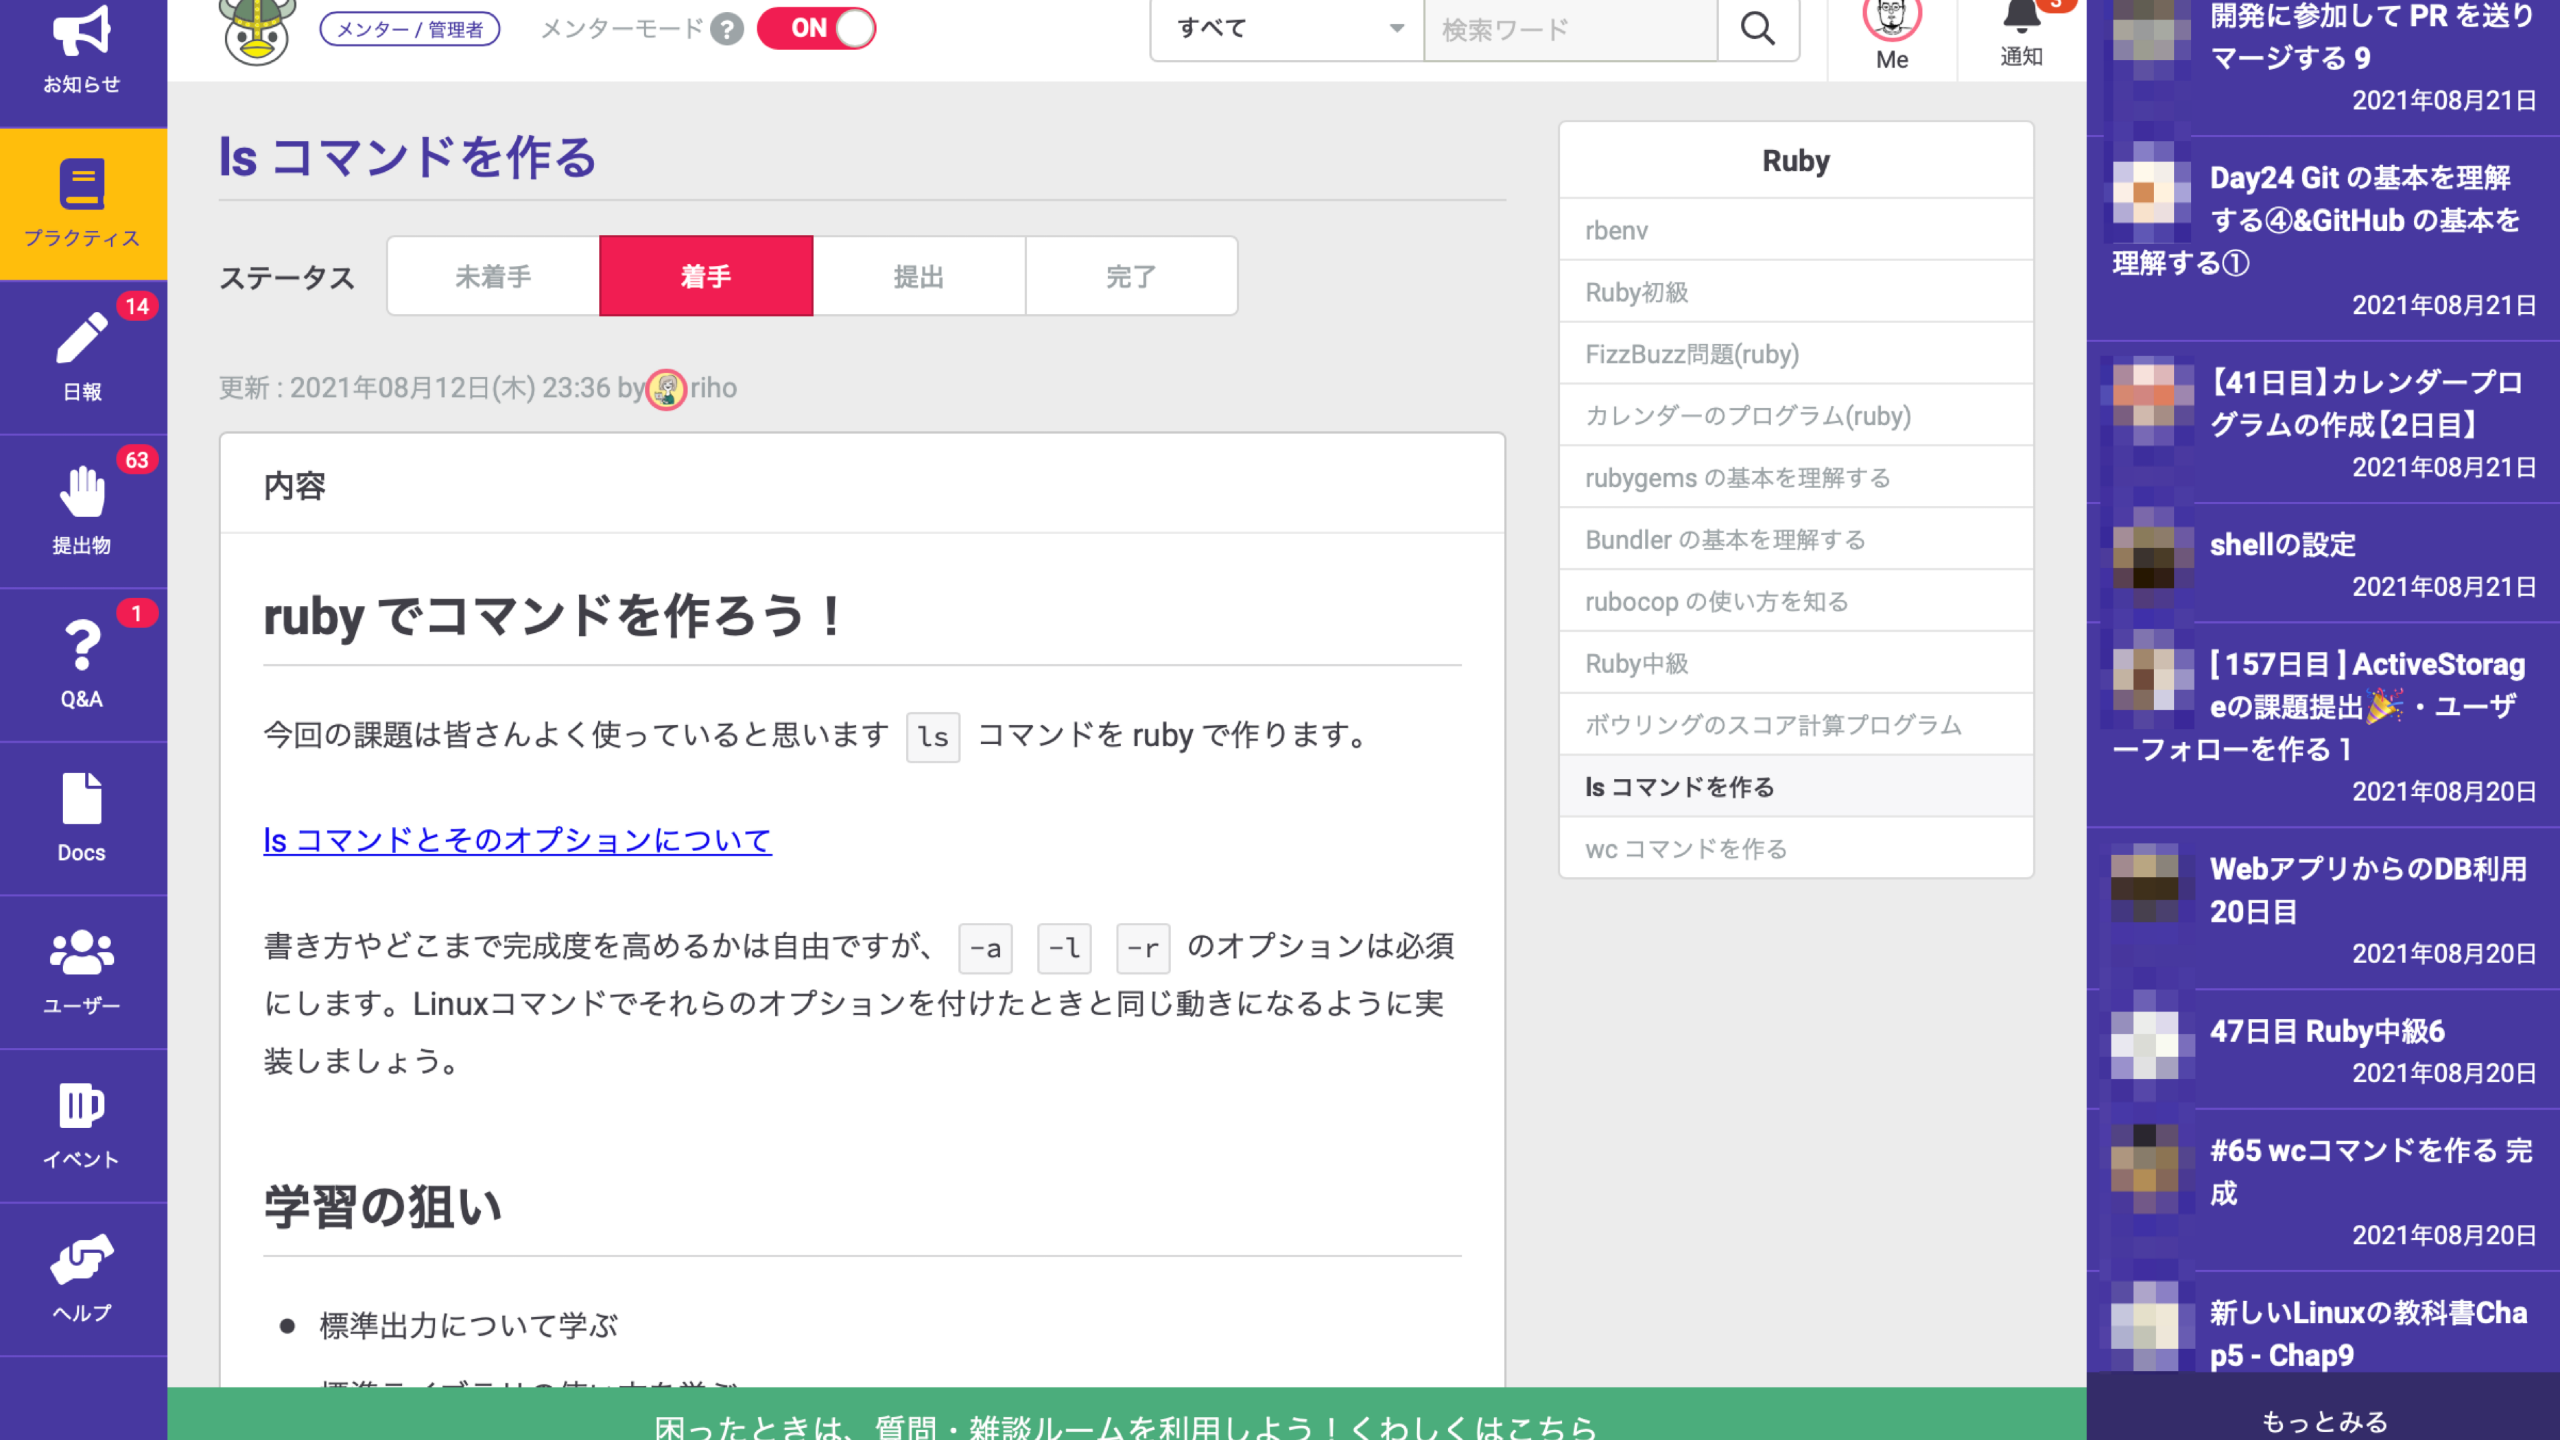 お知らせ
プラクティス
14
日報
63
提出物
1
Q&A
Docs
ユーザー
イベント
ヘルプ
メンター / 管理者
メンターモード ?
ON
すべて
検索ワード
Me
3
通知
ls コマンドを作る
ステータス
未着手
着手
提出
完了
更新 : 2021年08月12日(木) 23:36 by riho
内容
ruby でコマンドを作ろう！
今回の課題は皆さんよく使っていると思います ls コマンドを ruby で作ります。
ls コマンドとそのオプションについて
書き方やどこまで完成度を高めるかは自由ですが、 -a -l -r のオプションは必須
にします。Linuxコマンドでそれらのオプションを付けたときと同じ動きになるように実
装しましょう。
学習の狙い
● 標準出力について学ぶ
困ったときは、質問・雑談ルームを利用しよう！くわしくはこちら
Ruby
rbenv
Ruby初級
FizzBuzz問題(ruby)
カレンダーのプログラム(ruby)
rubygems の基本を理解する
Bundler の基本を理解する
rubocop の使い方を知る
Ruby中級
ボウリングのスコア計算プログラム
ls コマンドを作る
wc コマンドを作る
開発に参加して PR を送り
マージする 9
2021年08月21日
Day24 Git の基本を理解
する④&GitHub の基本を
理解する①
2021年08月21日
【41日目】カレンダープロ
グラムの作成【2日目】
2021年08月21日
shellの設定
2021年08月21日
[ 157日目 ] ActiveStorag
eの課題提出🎉・ユーザ
ーフォローを作る 1
2021年08月20日
WebアプリからのDB利用
20日目
2021年08月20日
47日目 Ruby中級6
2021年08月20日
#65 wcコマンドを作る 完
成
2021年08月20日
新しいLinuxの教科書Cha
p5 - Chap9
もっとみる